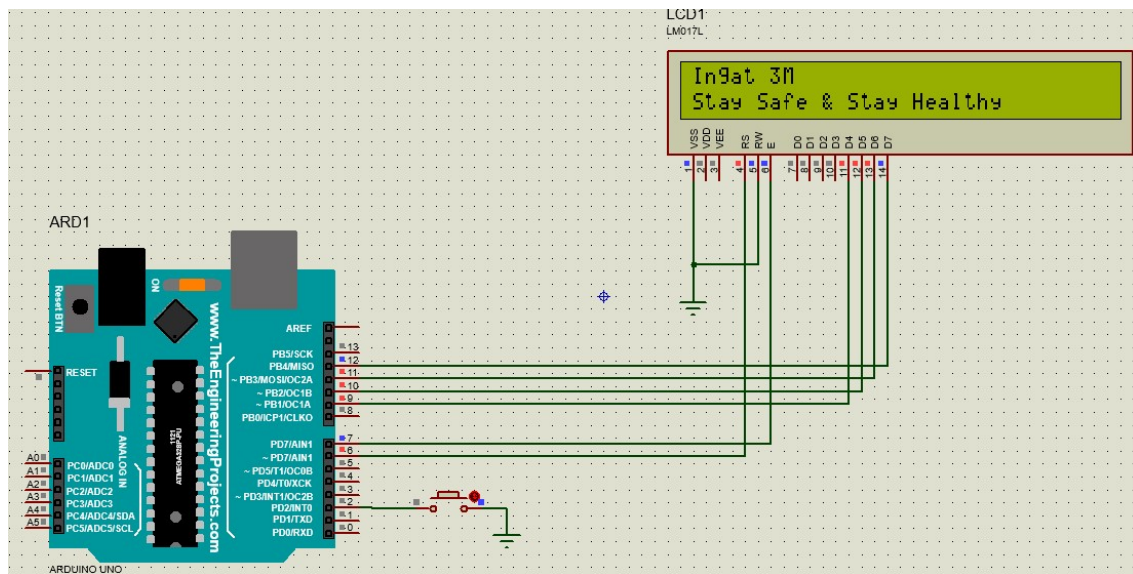 LCD1
LM017L
Ingat 3M
Stay Safe & Stay Healthy
VSS
VDD
VEE
RS
RW
E
D0
D1
D2
D3
D4
D5
D6
D7
1
2
3
4
5
6
7
8
9
10
11
12
13
14
ARD1
Reset BTN
ON
www.TheEngineeringProjects.com
AREF
PB5/SCK 13
PB4/MISO 12
~ PB3/MOSI/OC2A 11
~ PB2/OC1B 10
~ PB1/OC1A 9
PB0/ICP1/CLKO 8
RESET
ANALOG IN
1121
ATMEGA328P-PU
PD7/AIN1 7
~ PD7/AIN1 6
~ PD5/T1/OC0B 5
PD4/T0/XCK 4
~ PD3/INT1/OC2B 3
PD2/INT0 2
PD1/TXD 1
PD0/RXD 0
A0 PC0/ADC0
A1 PC1/ADC1
A2 PC2/ADC2
A3 PC3/ADC3
A4 PC4/ADC4/SDA
A5 PC5/ADC5/SCL
ARDUINO UNO